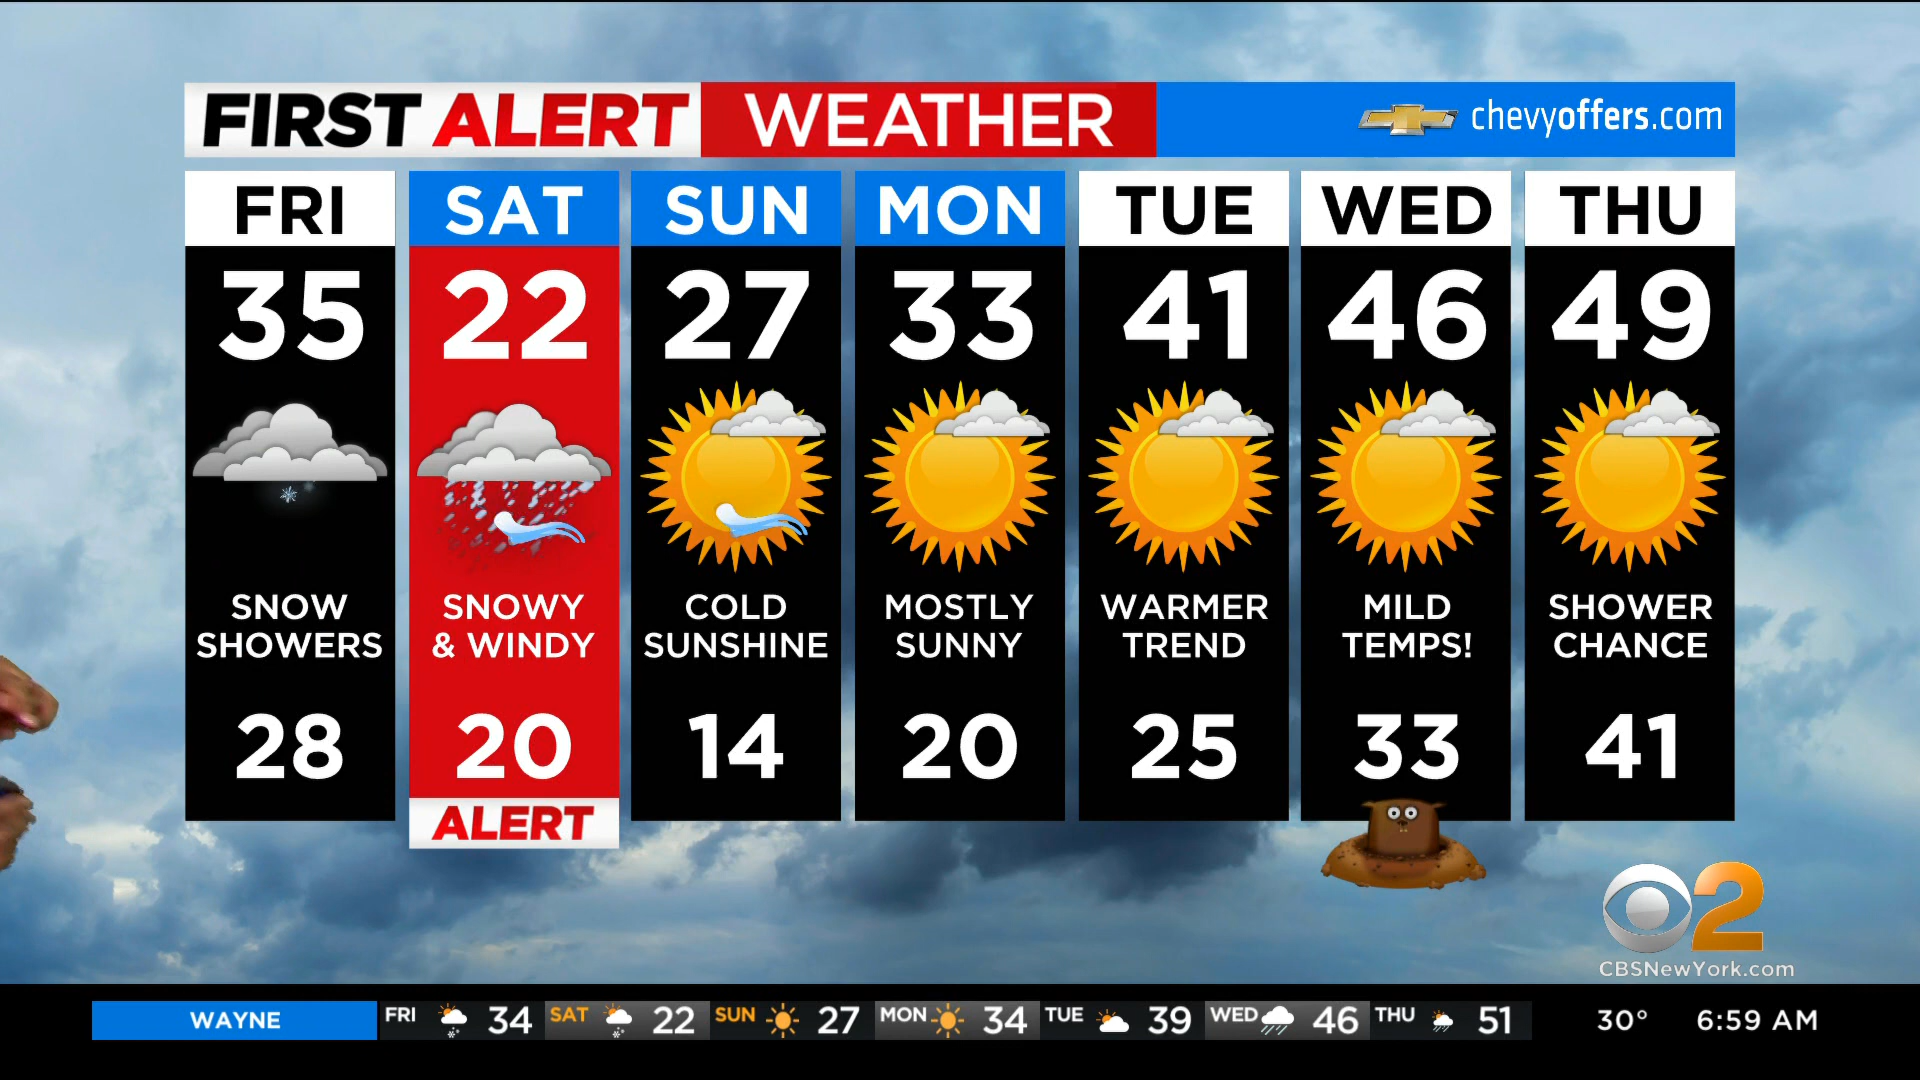 FIRST ALERT WEATHER chevyoffers.com
FRI SAT SUN MON TUE WED THU
35 22 27 33 41 46 49
SNOW SHOWERS
SNOWY & WINDY
COLD SUNSHINE
MOSTLY SUNNY
WARMER TREND
MILD TEMPS!
SHOWER CHANCE
28 20 14 20 25 33 41
ALERT
2
CBSNewYork.com
WAYNE FRI 34 SAT 22 SUN 27 MON 34 TUE 39 WED 46 THU 51 30° 6:59 AM